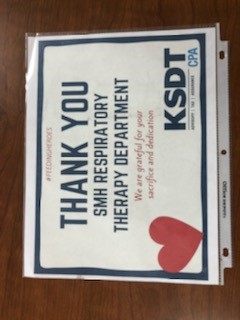 #FEEDINGHEROES
THANK YOU
SMH RESPIRATORY
THERAPY DEPARTMENT
We are grateful for your
sacrifice and dedication
KSDT
CPA